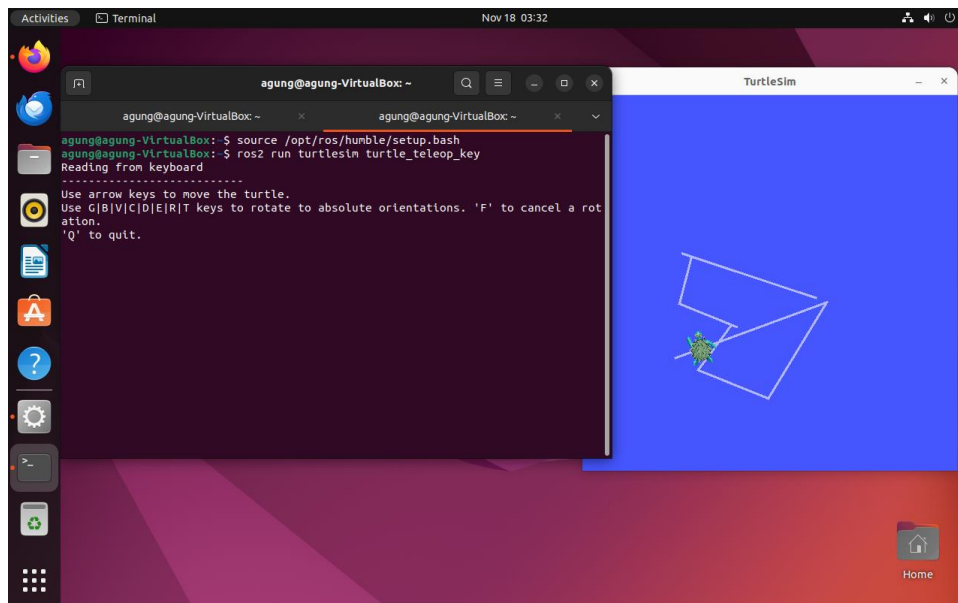 Activities Terminal Nov 18 03:32
agung@agung-VirtualBox: ~
TurtleSim
agung@agung-VirtualBox: ~ agung@agung-VirtualBox: ~
agung@agung-VirtualBox:~$ source /opt/ros/humble/setup.bash
agung@agung-VirtualBox:~$ ros2 run turtlesim turtle_teleop_key
Reading from keyboard
---------------------------
Use arrow keys to move the turtle.
Use G|B|V|C|D|E|R|T keys to rotate to absolute orientations. 'F' to cancel a rot
ation.
'Q' to quit.
Home